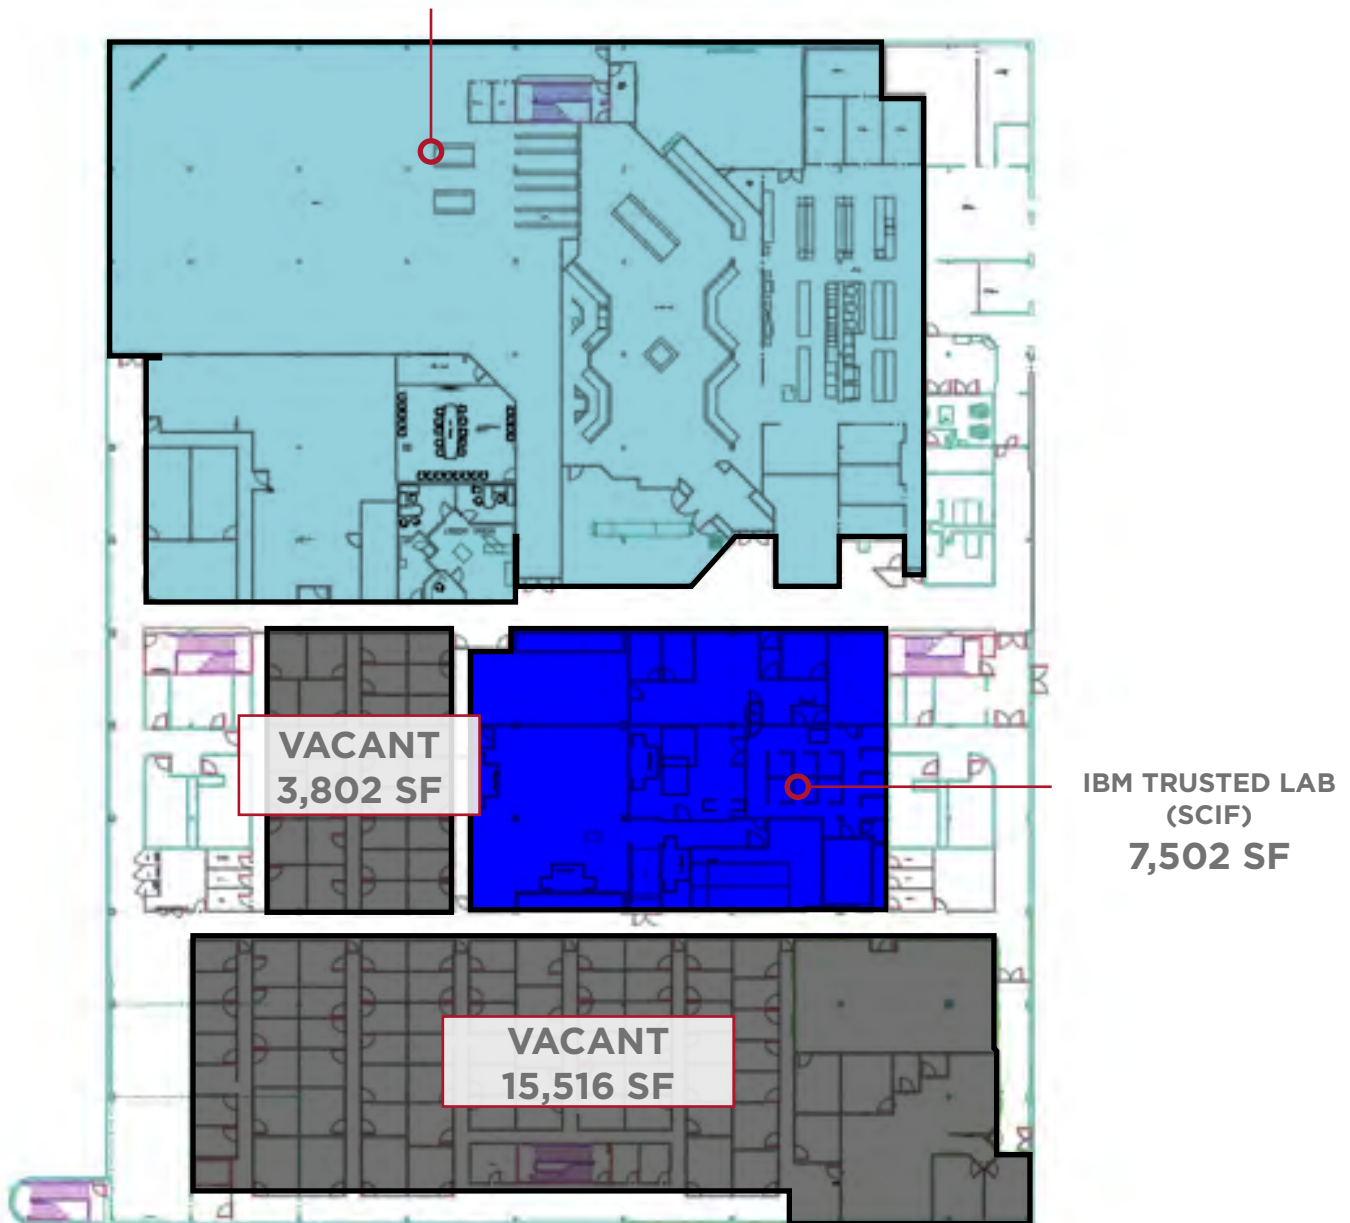 VACANT
3,802 SF
IBM TRUSTED LAB
(SCIF)
7,502 SF
VACANT
15,516 SF